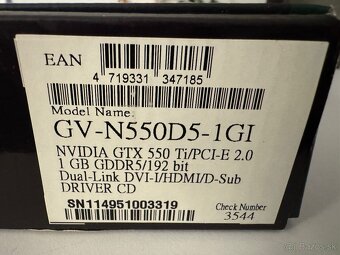 EAN
4 719331 347185
Model Name:
GV-N550D5-1GI
NVIDIA GTX 550 Ti/PCI-E 2.0
1 GB GDDR5/192 bit
Dual-Link DVI-I/HDMI/D-Sub
DRIVER CD
SN114951003319
Check Number
3544